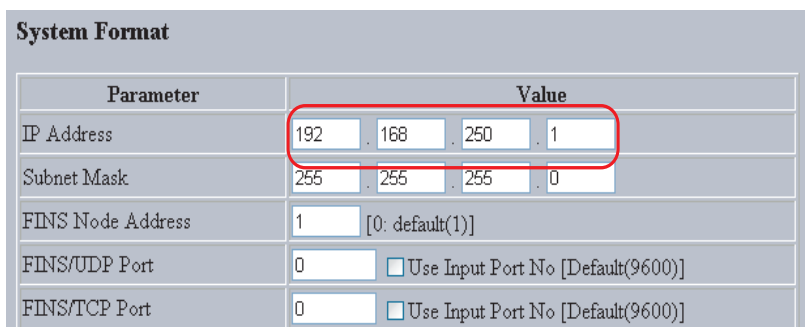 System Format
Parameter Value
IP Address 192 . 168 . 250 . 1
Subnet Mask 255 . 255 . 255 . 0
FINS Node Address 1 [0: default(1)]
FINS/UDP Port 0 Use Input Port No [Default(9600)]
FINS/TCP Port 0 Use Input Port No [Default(9600)]